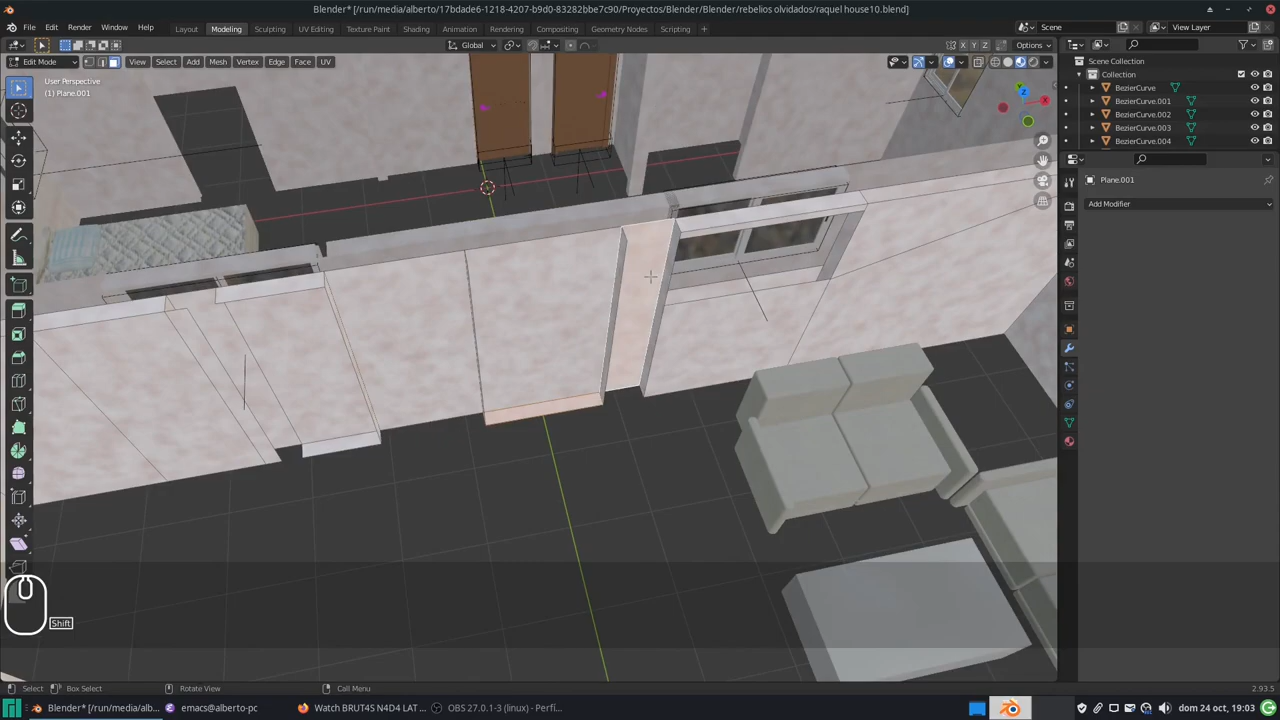 Blender* [/run/media/alberto/17bdade6-1218-4207-b9d0-83282bbe7c90/Proyectos/Blender/Blender/rebelios olvidados/raquel house10.blend]
File Edit Render Window Help Layout Modeling Sculpting UV Editing Texture Paint Shading Animation Rendering Compositing Geometry Nodes Scripting Scene View Layer
Global Options
Edit Mode View Select Add Mesh Vertex Edge Face UV
Scene Collection
Collection
BezierCurve
BezierCurve.001
BezierCurve.002
BezierCurve.003
BezierCurve.004
User Perspective
(1) Plane.001
X Y Z
Plane.001
Add Modifier
Shift
Select Box Select Rotate View Call Menu 2.93.5
Blender* [/run/media/alb... emacs@alberto-pc Watch BRUT4S N4D4 LAT ... OBS 27.0.1-3 (linux) - Perfi... dom 24 oct, 19:03